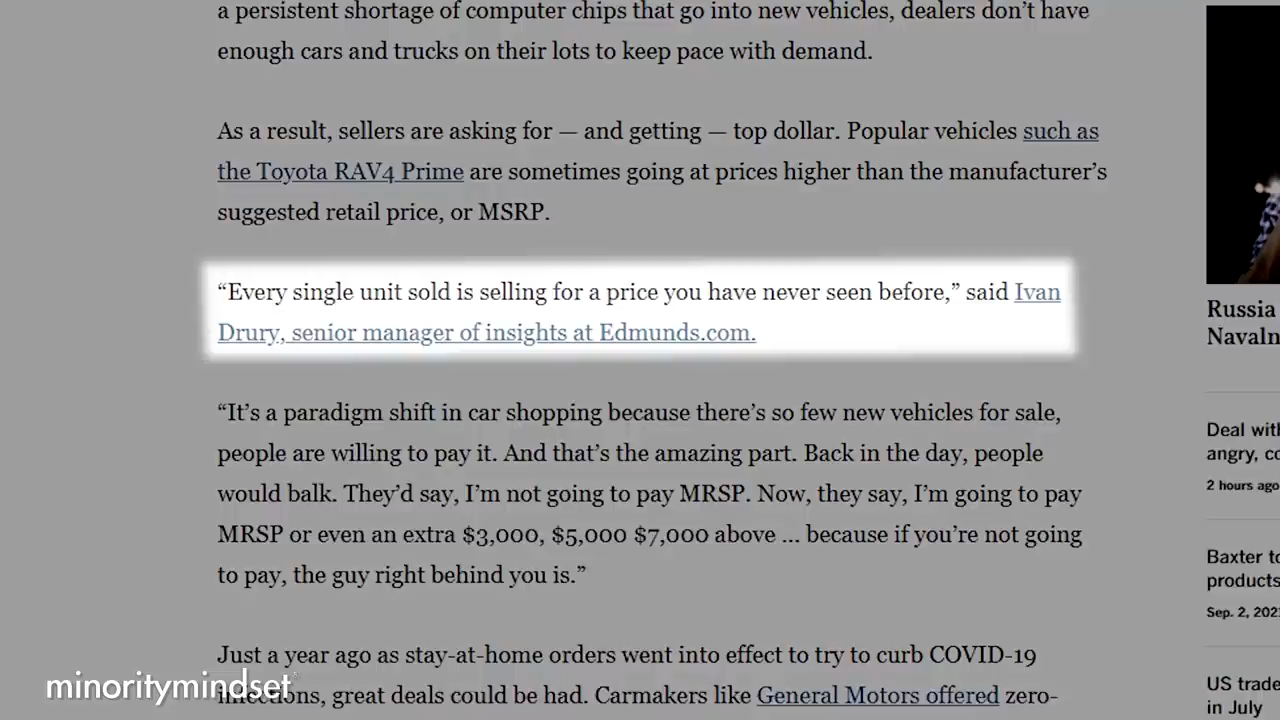 a persistent shortage of computer chips that go into new vehicles, dealers don’t have
enough cars and trucks on their lots to keep pace with demand.
As a result, sellers are asking for — and getting — top dollar. Popular vehicles such as
the Toyota RAV4 Prime are sometimes going at prices higher than the manufacturer’s
suggested retail price, or MSRP.
“Every single unit sold is selling for a price you have never seen before,” said Ivan
Drury, senior manager of insights at Edmunds.com.
“It’s a paradigm shift in car shopping because there’s so few new vehicles for sale,
people are willing to pay it. And that’s the amazing part. Back in the day, people
would balk. They’d say, I’m not going to pay MRSP. Now, they say, I’m going to pay
MRSP or even an extra $3,000, $5,000 $7,000 above ... because if you’re not going
to pay, the guy right behind you is.”
Just a year ago as stay-at-home orders went into effect to try to curb COVID-19
infections, great deals could be had. Carmakers like General Motors offered zero-
minoritymindset
Russia
Navaln
Deal with
angry, co
2 hours ago
Baxter to
products
Sep. 2, 202
US trade
in July